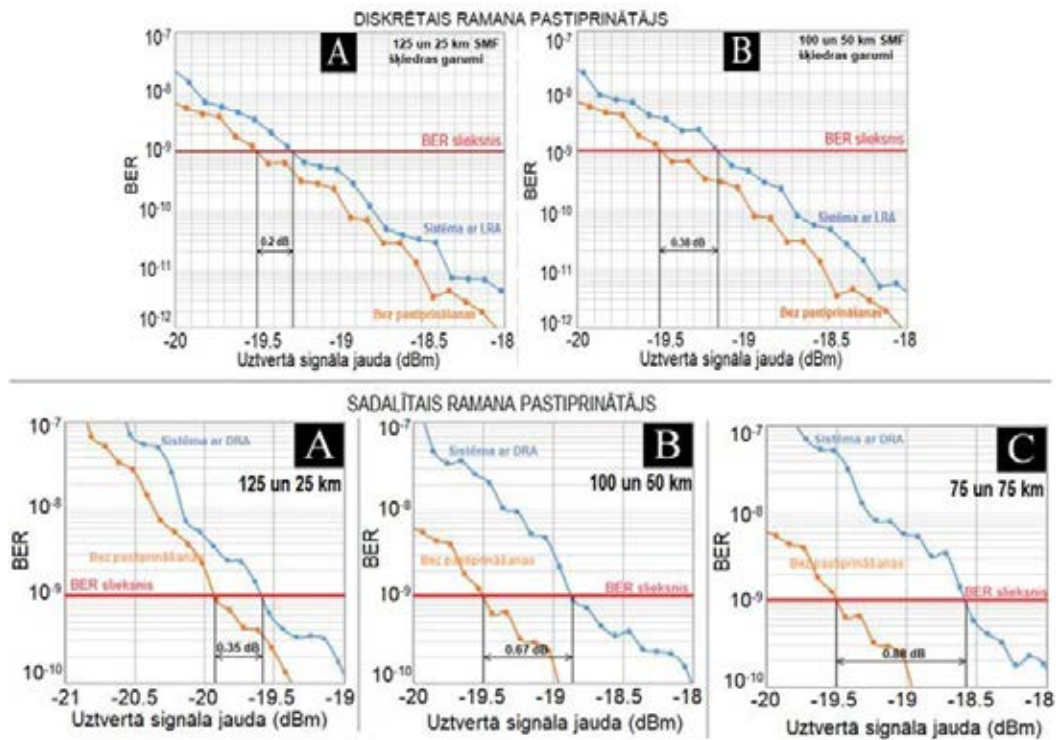 DISKRĒTAIS RAMANA PASTIPRINĀTĀJS
A
125 un 25 km SMF
šķiedras garumi
10-7
10-8
10-9
10-10
10-11
10-12
BER
BER slieksnis
Sistēma ar LRA
0.2 dB
Bez pastiprināšanas
-20
-19.5
-19
-18.5
-18
Uztvertā signāla jauda (dBm)
B
100 un 50 km SMF
šķiedras garumi
10-7
10-8
10-9
10-10
10-11
10-12
BER
BER slieksnis
Sistēma ar LRA
0.38 dB
Bez pastiprināšanas
-20
-19.5
-19
-18.5
-18
Uztvertā signāla jauda (dBm)
SADALĪTAIS RAMANA PASTIPRINĀTĀJS
A
125 un 25 km
10-7
10-8
10-9
10-10
BER
Sistēma ar DRA
Bez pastiprināšanas
BER slieksnis
0.35 dB
-21
-20.5
-20
-19.5
-19
Uztvertā signāla jauda (dBm)
B
100 un 50 km
10-7
10-8
10-9
10-10
BER
Sistēma ar DRA
Bez pastiprināšanas
BER slieksnis
0.67 dB
-20
-19.5
-19
-18.5
-18
Uztvertā signāla jauda (dBm)
C
75 un 75 km
10-7
10-8
10-9
10-10
BER
Sistēma ar DRA
Bez pastiprināšanas
BER slieksnis
0.88 dB
-20
-19.5
-19
-18.5
-18
Uztvertā signāla jauda (dBm)